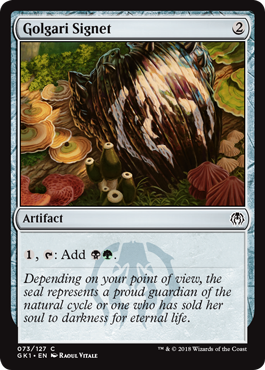 Golgari Signet 2
Artifact
1, : Add .
Depending on your point of view, the
seal represents a proud guardian of the
natural cycle or one who has sold her
soul to darkness for eternal life.
073/127 C
GK1 • EN Raoul Vitale
™ & © 2018 Wizards of the Coast